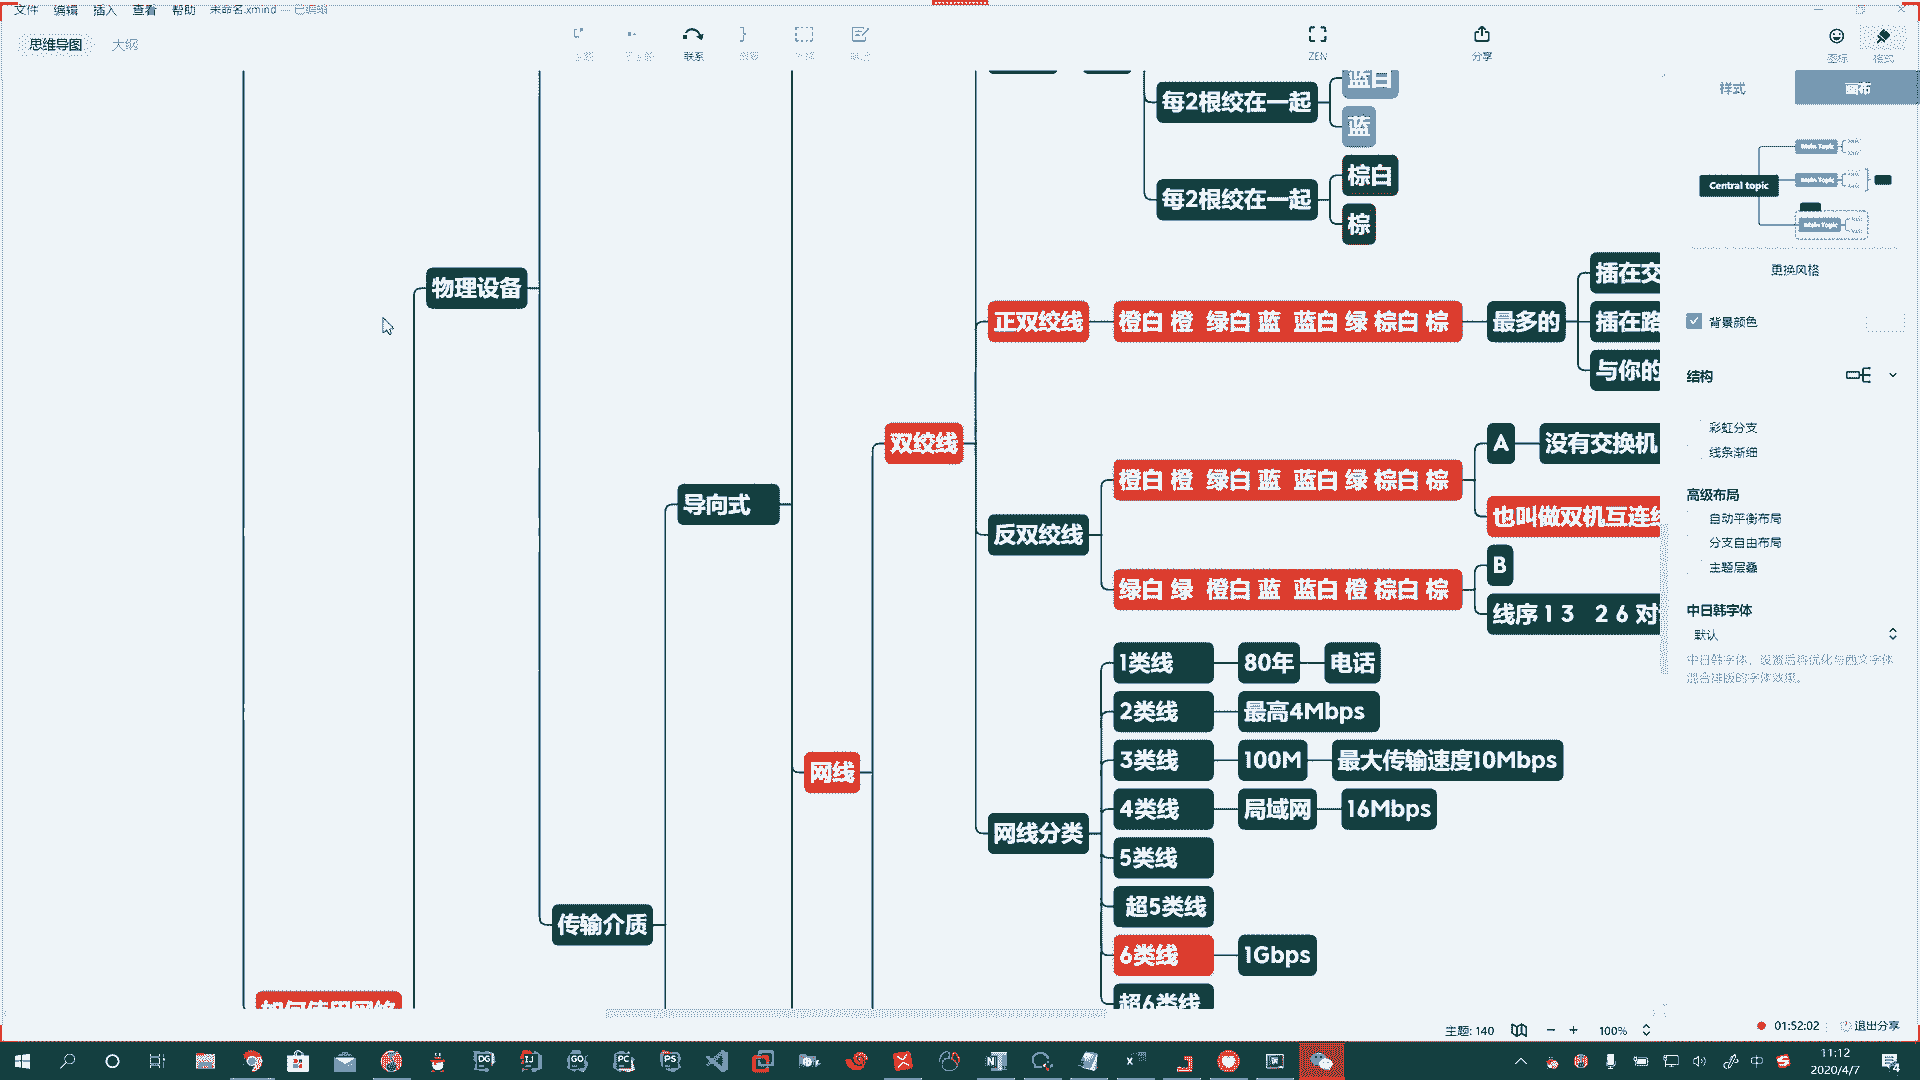 文件 编辑 插入 查看 帮助 未命名.xmind — 已编辑
思维导图 大纲
联系
ZEN
分享
图标 格式
样式 画布
Central topic
Main Topic
Main Topic
Main Topic
更换风格
背景颜色
结构
彩虹分支
线条渐细
高级布局
自动平衡布局
分支自由布局
主题层叠
中日韩字体
默认
中日韩字体，设置后将优化与西文字体
混合排版的字体效果。
蓝白
每2根绞在一起
蓝
棕白
每2根绞在一起
棕
物理设备
正双绞线 橙白 橙 绿白 蓝 蓝白 绿 棕白 棕 最多的
插在交
插在路
与你的
双绞线
A 没有交换机
橙白 橙 绿白 蓝 蓝白 绿 棕白 棕
也叫做双机互连线
导向式
反双绞线
B
绿白 绿 橙白 蓝 蓝白 橙 棕白 棕
线序 1 3 2 6 对
1类线 80年 电话
2类线 最高4Mbps
3类线 100M 最大传输速度10Mbps
网线
4类线 局域网 16Mbps
网线分类
5类线
超5类线
传输介质
6类线 1Gbps
超6类线
如何使用网络
主题: 140
100%
01:52:02 退出分享
中
11:12
2020/4/7